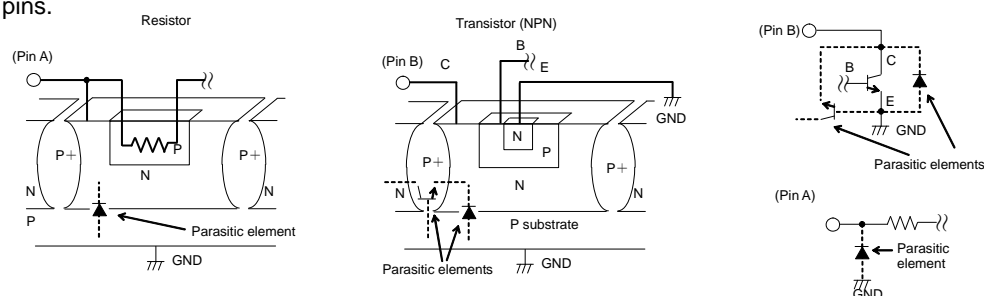 pins.
Resistor
(Pin A)
P+
P
P+
N
N
N
P
Parasitic element
GND
Transistor (NPN)
(Pin B)
C
B
E
GND
N
P
P+
P+
N
N
N
P substrate
Parasitic elements
GND
(Pin B)
B
C
E
GND
Parasitic elements
(Pin A)
Parasitic
element
GND